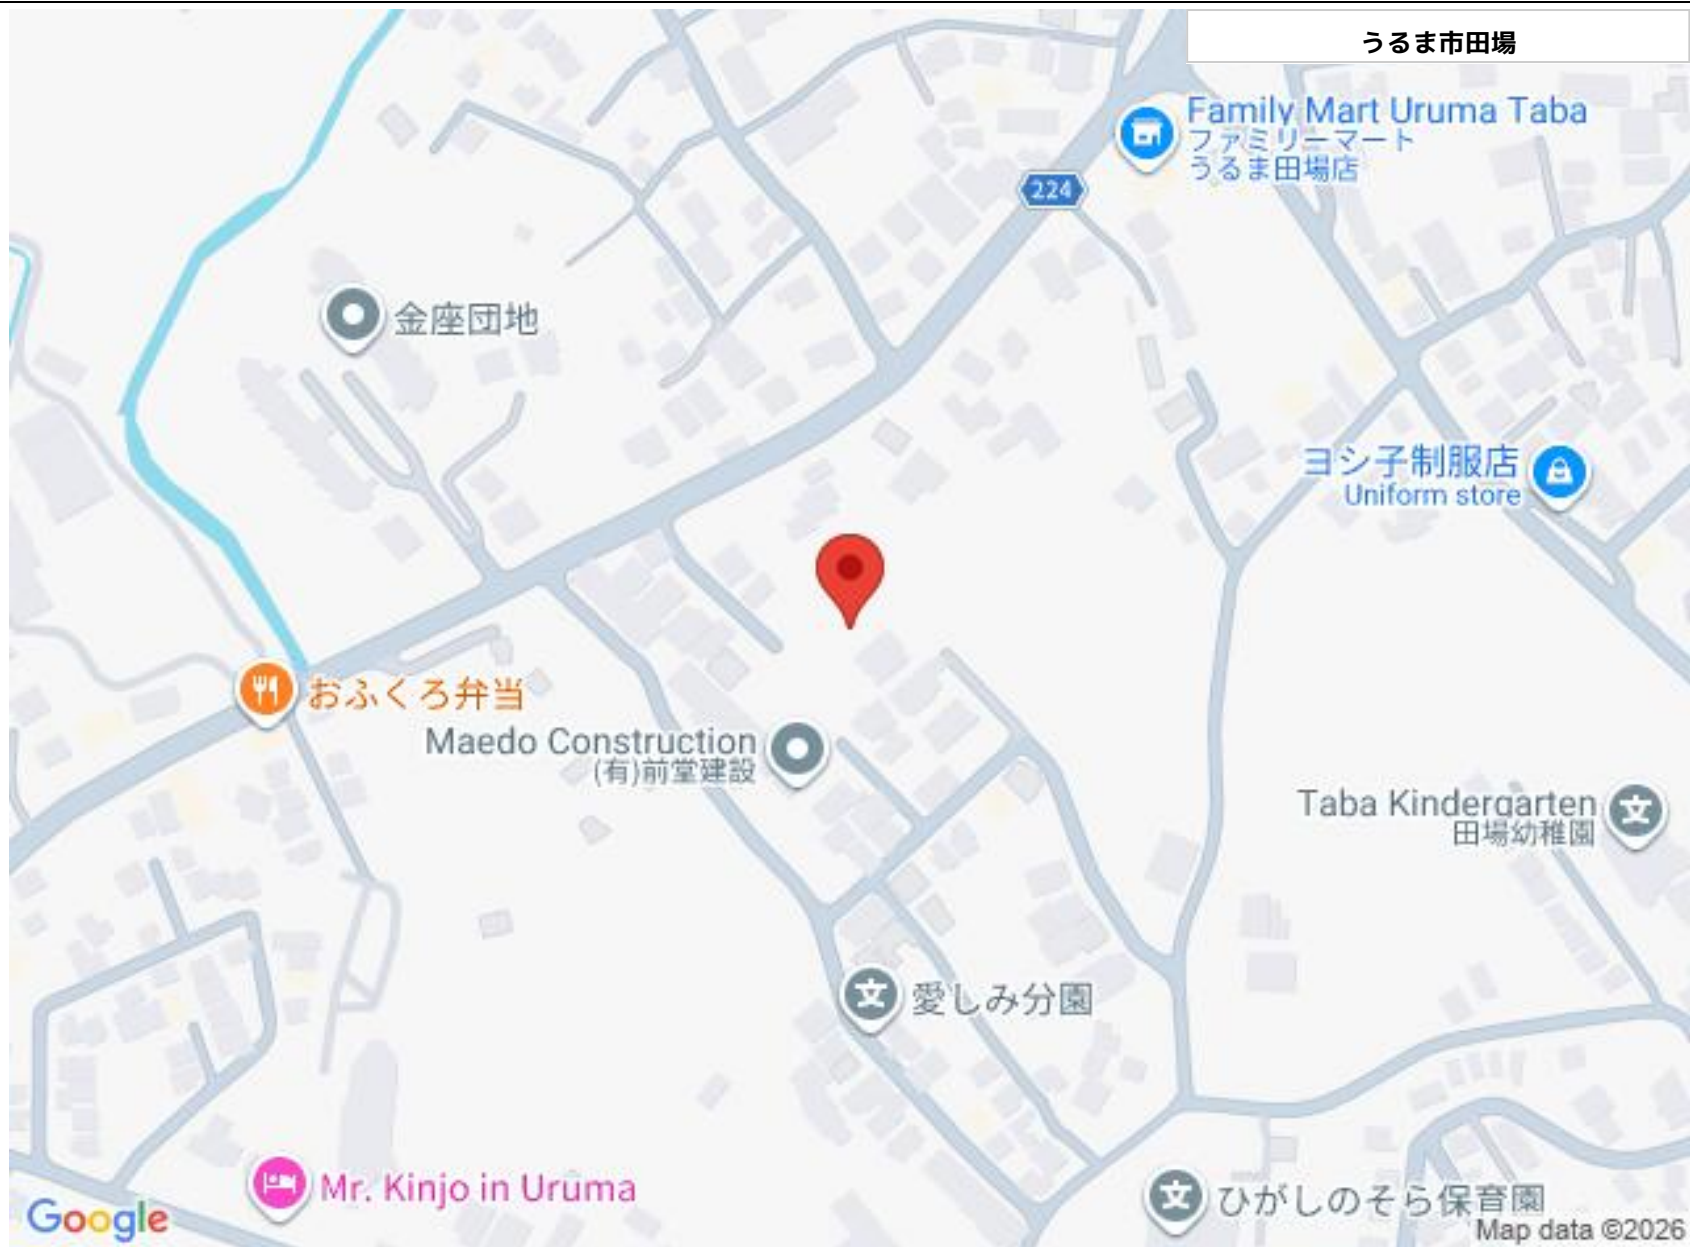 うるま市田場
Family Mart Uruma Taba
ファミリーマート
うるま田場店
224
金座団地
ヨシ子制服店
Uniform store
おふくろ弁当
Maedo Construction
(有)前堂建設
Taba Kindergarten
田場幼稚園
愛しみ分園
Mr. Kinjo in Uruma
ひがしのそら保育園
Google
Map data ©2026